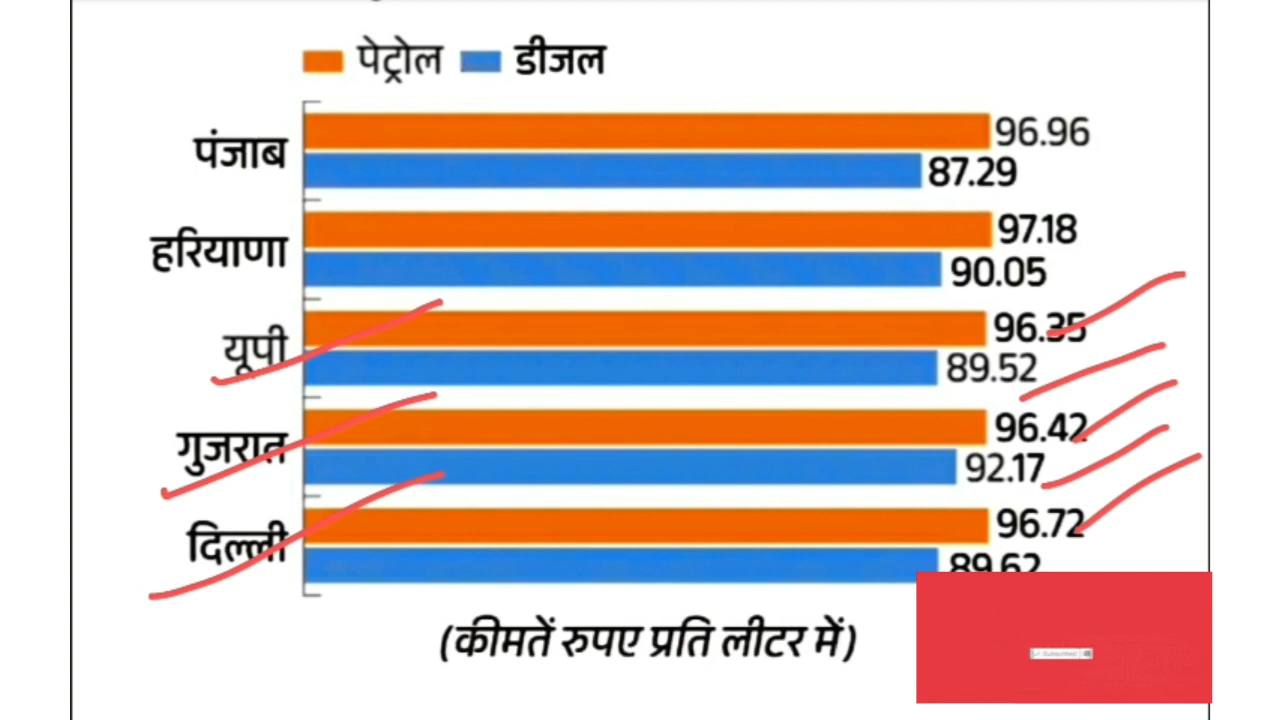 पेट्रोल डीजल
पंजाब
96.96
87.29
हरियाणा
97.18
90.05
यूपी
96.35
89.52
गुजरात
96.42
92.17
दिल्ली
96.72
89.62
(कीमतें रुपए प्रति लीटर में)
Subscribed